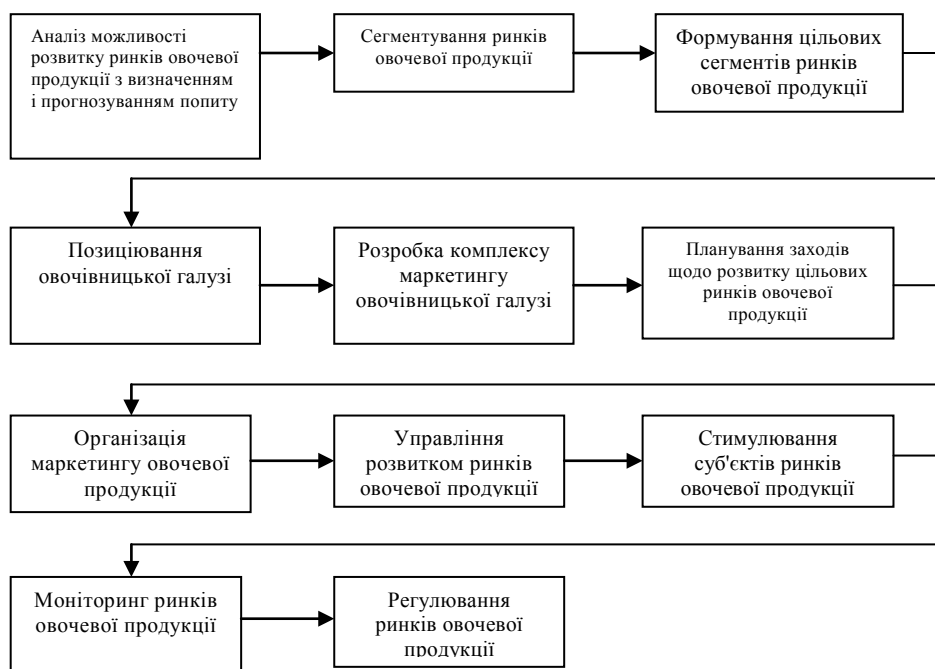 Аналіз можливості
розвитку ринків овочевої
продукції з визначенням
і прогнозуванням попиту
Сегментування ринків
овочевої продукції
Формування цільових
сегментів ринків
овочевої продукції
Позиціювання
овочівницької галузі
Розробка комплексу
маркетингу
овочівницької галузі
Планування заходів
щодо розвитку цільових
ринків овочевої
продукції
Організація
маркетингу овочевої
продукції
Управління
розвитком ринків
овочевої продукції
Стимулювання
суб'єктів ринків
овочевої продукції
Моніторинг ринків
овочевої продукції
Регулювання
ринків овочевої
продукції